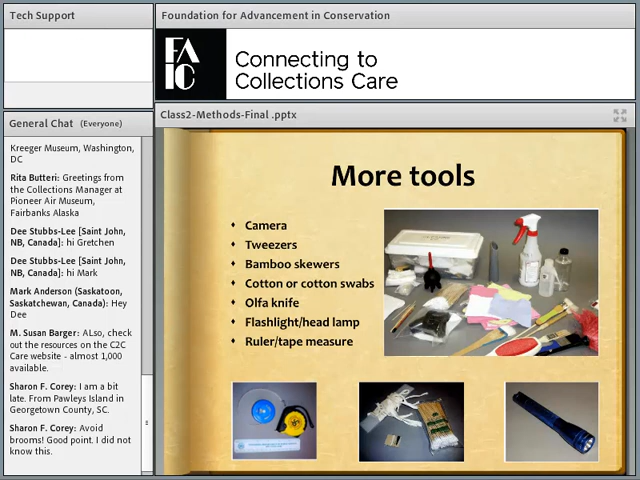 Tech Support
Foundation for Advancement in Conservation
FA
IC
Connecting to
Collections Care
General Chat (Everyone)
Kreeger Museum, Washington,
DC
Rita Butteri: Greetings from
the Collections Manager at
Pioneer Air Museum,
Fairbanks Alaska
Dee Stubbs-Lee [Saint John,
NB, Canada]: hi Gretchen
Dee Stubbs-Lee [Saint John,
NB, Canada]: hi Mark
Mark Anderson (Saskatoon,
Saskatchewan, Canada): Hey
Dee
M. Susan Barger: ALso, check
out the resources on the C2C
Care website - almost 1,000
available.
Sharon F. Corey: I am a bit
late. From Pawleys Island in
Georgetown County, SC.
Sharon F. Corey: Avoid
brooms! Good point. I did not
know this.
Class2-Methods-Final .pptx
More tools
♦ Camera
♦ Tweezers
♦ Bamboo skewers
♦ Cotton or cotton swabs
♦ Olfa knife
♦ Flashlight/head lamp
♦ Ruler/tape measure